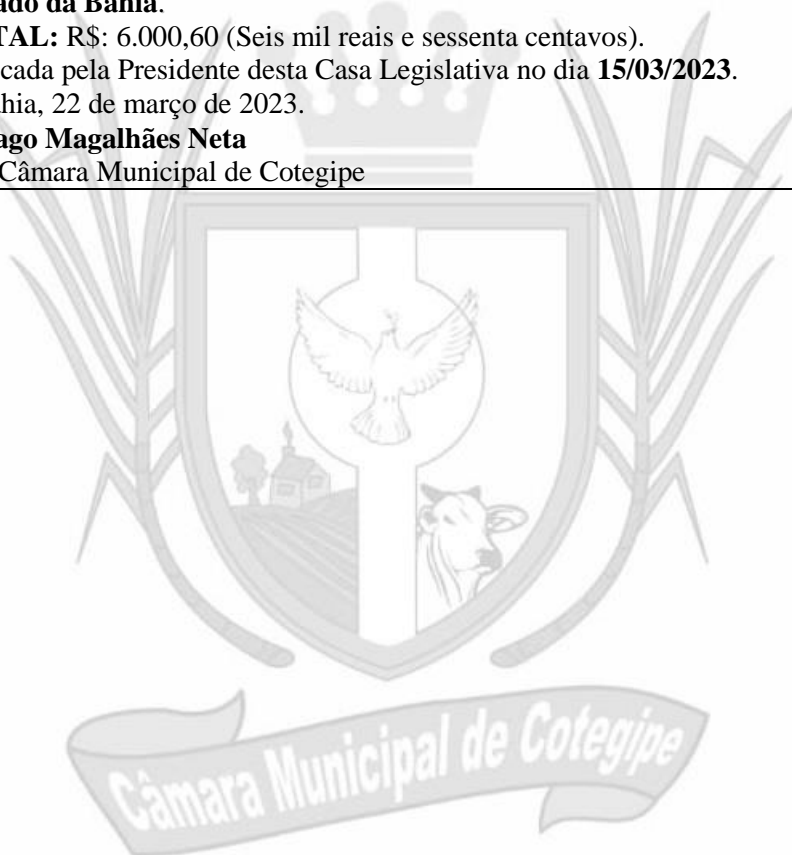 ado da Bahia.
TAL: R$: 6.000,60 (Seis mil reais e sessenta centavos).
cada pela Presidente desta Casa Legislativa no dia 15/03/2023.
hia, 22 de março de 2023.
ago Magalhães Neta
Câmara Municipal de Cotegipe
Câmara Municipal de Cotegipe